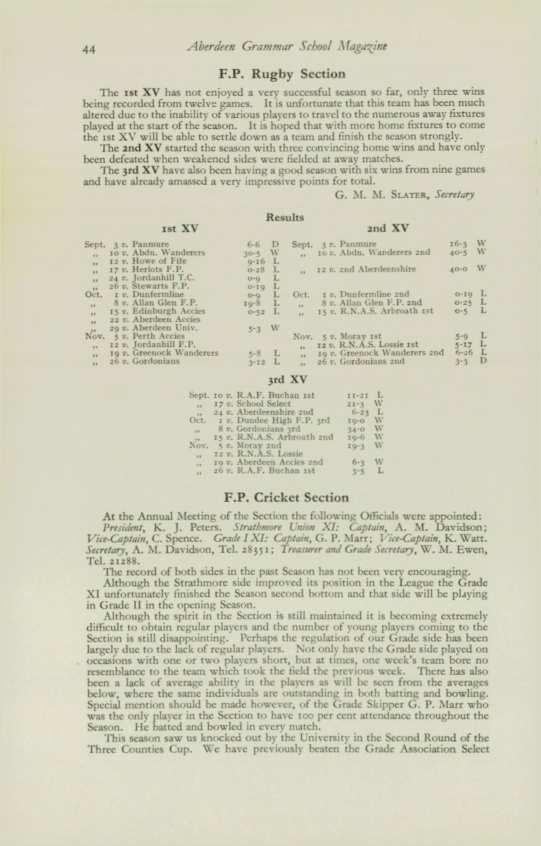 44 Aberdeen Grammar School Magazine
F.P. Rugby Section
The 1st XV has not enjoyed a very successful season so far, only three wins
being recorded from twelve games. It is unfortunate that this team has been much
altered due to the inability of various players to travel to the numerous away fixtures
played at the start of the season. It is hoped that with more home fixtures to come
the 1st XV will be able to settle down as a team and finish the season strongly.
The 2nd XV started the season with three convincing home wins and have only
been defeated when weakened sides were fielded at away matches.
The 3rd XV have also been having a good season with six wins from nine games
and have already amassed a very impressive points for total.
G. M. M. SLATER, Secretary
Results
1st XV
Sept. 3 v. Panmure 6-6 D
„ 10 v. Abdn. Wanderers 30-5 W
„ 12 v. Howe of Fife 9-16 L
„ 17 v. Heriots F.P. 0-28 L
„ 24 v. Jordanhill T.C. 0-9 L
„ 26 v. Stewarts F.P. 0-19 L
Oct. 1 v. Dunfermline 0-9 L
„ 8 v. Allan Glen F.P. 19-8 L
„ 15 v. Edinburgh Accies 0-52 L
„ 22 v. Aberdeen Accies
„ 29 v. Aberdeen Univ. 5-3 W
Nov. 5 v. Perth Accies
„ 12 v. Jordanhill F.P.
„ 19 v. Greenock Wanderers 5-8 L
„ 26 v. Gordonians 3-12 L
2nd XV
Sept. 3 v. Panmure 16-3 W
„ 10 v. Abdn. Wanderers 2nd 40-5 W
„ 12 v. 2nd Aberdeenshire 40-0 W
Oct. 1 v. Dunfermline 2nd 0-19 L
„ 8 v. Allan Glen F.P. 2nd 0-25 L
„ 15 v. R.N.A.S. Arbroath 1st 0-5 L
Nov. 5 v. Moray 1st 5-9 L
„ 12 v. R.N.A.S. Lossie 1st 5-17 L
„ 19 v. Greenock Wanderers 2nd 6-26 L
„ 26 v. Gordonians 2nd 3-3 D
3rd XV
Sept. 10 v. R.A.F. Buchan 1st 11-21 L
„ 17 v. School Select 21-3 W
„ 24 v. Aberdeenshire 2nd 6-23 L
Oct. 1 v. Dundee High F.P. 3rd 19-0 W
„ 8 v. Gordonians 3rd 34-0 W
„ 15 v. R.N.A.S. Arbroath 2nd 19-6 W
Nov. 5 v. Moray 2nd 19-3 W
„ 12 v. R.N.A.S. Lossie
„ 19 v. Aberdeen Accies 2nd 6-3 W
„ 26 v. R.A.F. Buchan 1st 3-5 L
F.P. Cricket Section
At the Annual Meeting of the Section the following Officials were appointed:
President, K. J. Peters. Strathmore Union XI: Captain, A. M. Davidson;
Vice-Captain, C. Spence. Grade I XI: Captain, G. P. Marr; Vice-Captain, K. Watt.
Secretary, A. M. Davidson, Tel. 28351; Treasurer and Grade Secretary, W. M. Ewen,
Tel. 21288.
The record of both sides in the past Season has not been very encouraging.
Although the Strathmore side improved its position in the League the Grade
XI unfortunately finished the Season second bottom and that side will be playing
in Grade II in the opening Season.
Although the spirit in the Section is still maintained it is becoming extremely
difficult to obtain regular players and the number of young players coming to the
Section is still disappointing. Perhaps the regulation of our Grade side has been
largely due to the lack of regular players. Not only have the Grade side played on
occasions with one or two players short, but at times, one week's team bore no
resemblance to the team which took the field the previous week. There has also
been a lack of average ability in the players as will be seen from the averages
below, where the same individuals are outstanding in both batting and bowling.
Special mention should be made however, of the Grade Skipper G. P. Marr who
was the only player in the Section to have 100 per cent attendance throughout the
Season. He batted and bowled in every match.
This season saw us knocked out by the University in the Second Round of the
Three Counties Cup. We have previously beaten the Grade Association Select